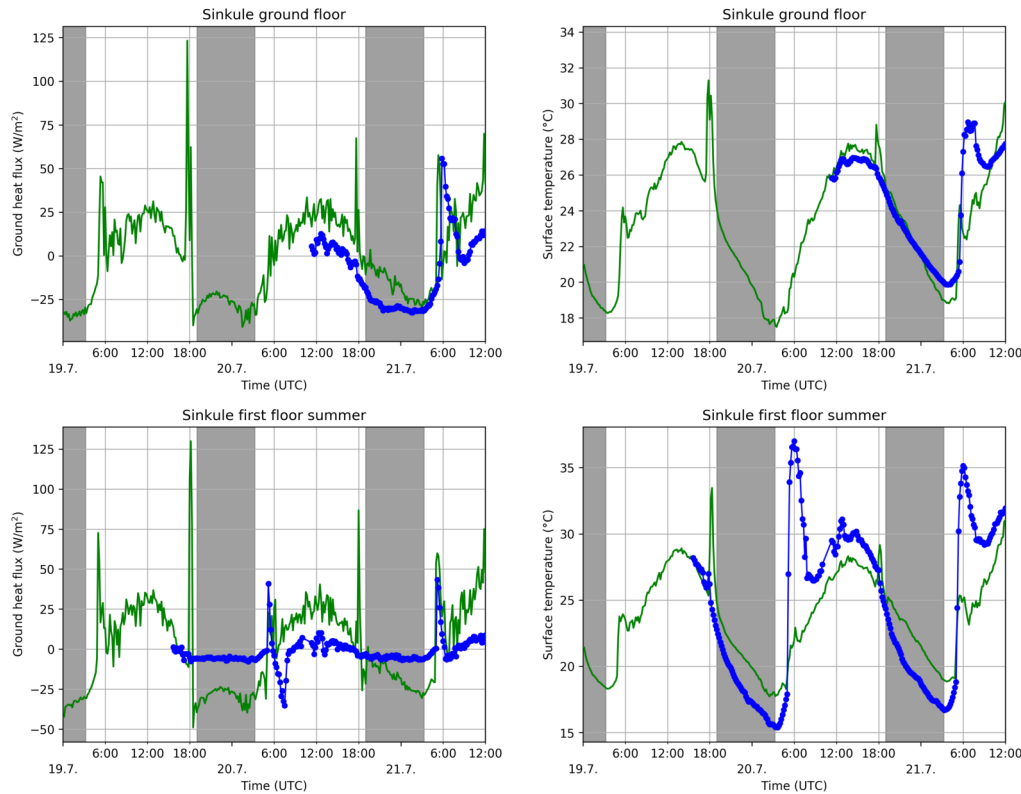 Sinkule ground floor
Ground heat flux (W/m²)
125
100
75
50
25
0
−25
6:00 12:00 18:00 6:00 12:00 18:00 6:00 12:00
19.7. 20.7. 21.7.
Time (UTC)
Sinkule ground floor
Surface temperature (°C)
34
32
30
28
26
24
22
20
18
6:00 12:00 18:00 6:00 12:00 18:00 6:00 12:00
19.7. 20.7. 21.7.
Time (UTC)
Sinkule first floor summer
Ground heat flux (W/m²)
125
100
75
50
25
0
−25
−50
6:00 12:00 18:00 6:00 12:00 18:00 6:00 12:00
19.7. 20.7. 21.7.
Time (UTC)
Sinkule first floor summer
Surface temperature (°C)
35
30
25
20
15
6:00 12:00 18:00 6:00 12:00 18:00 6:00 12:00
19.7. 20.7. 21.7.
Time (UTC)